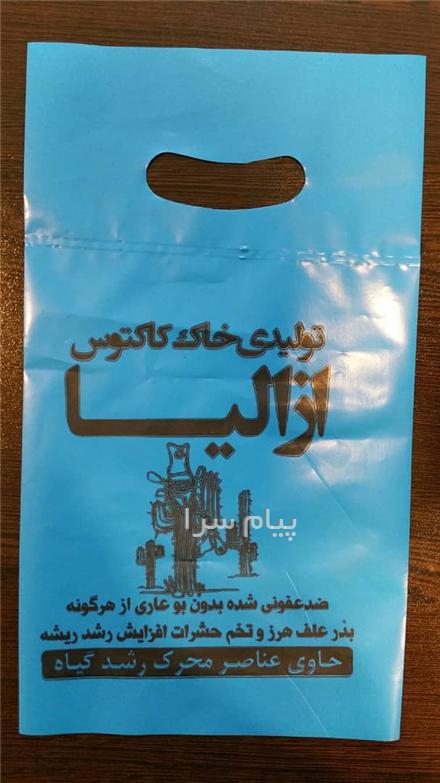 تولیدی خاک کاکتوس
ازالیا
پیام سرا
ضدعفونی شده بدون بو عاری از هرگونه
بذر علف هرز و تخم حشرات افزایش رشد ریشه
حاوی عناصر محرک رشد گیاه